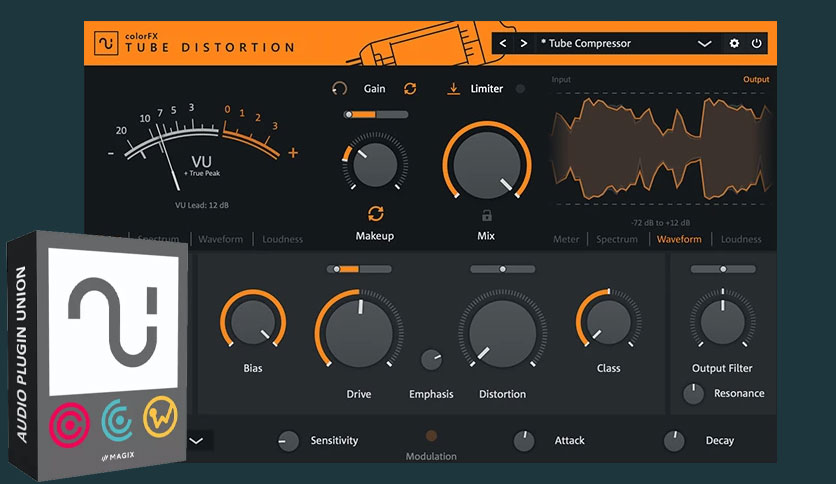 colorFX
TUBE DISTORTION
< > * Tube Compressor
Gain
Limiter
Input
Output
20 10 7 5 3 0 1 2 3
- +
VU
+ True Peak
VU Lead: 12 dB
Makeup
Mix
-72 dB to +12 dB
Spectrum | Waveform | Loudness
Meter | Spectrum | Waveform | Loudness
Bias
Drive
Emphasis
Distortion
Class
Output Filter
Resonance
Sensitivity
Modulation
Attack
Decay
AUDIO PLUGIN UNION
MAGIX